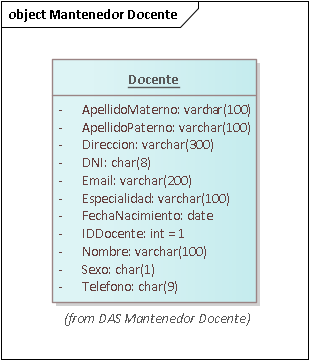 object Mantenedor Docente
Docente
- ApellidoMaterno: varchar(100)
- ApellidoPaterno: varchar(100)
- Direccion: varchar(300)
- DNI: char(8)
- Email: varchar(200)
- Especialidad: varchar(100)
- FechaNacimiento: date
- IDDocente: int = 1
- Nombre: varchar(100)
- Sexo: char(1)
- Telefono: char(9)
(from DAS Mantenedor Docente)